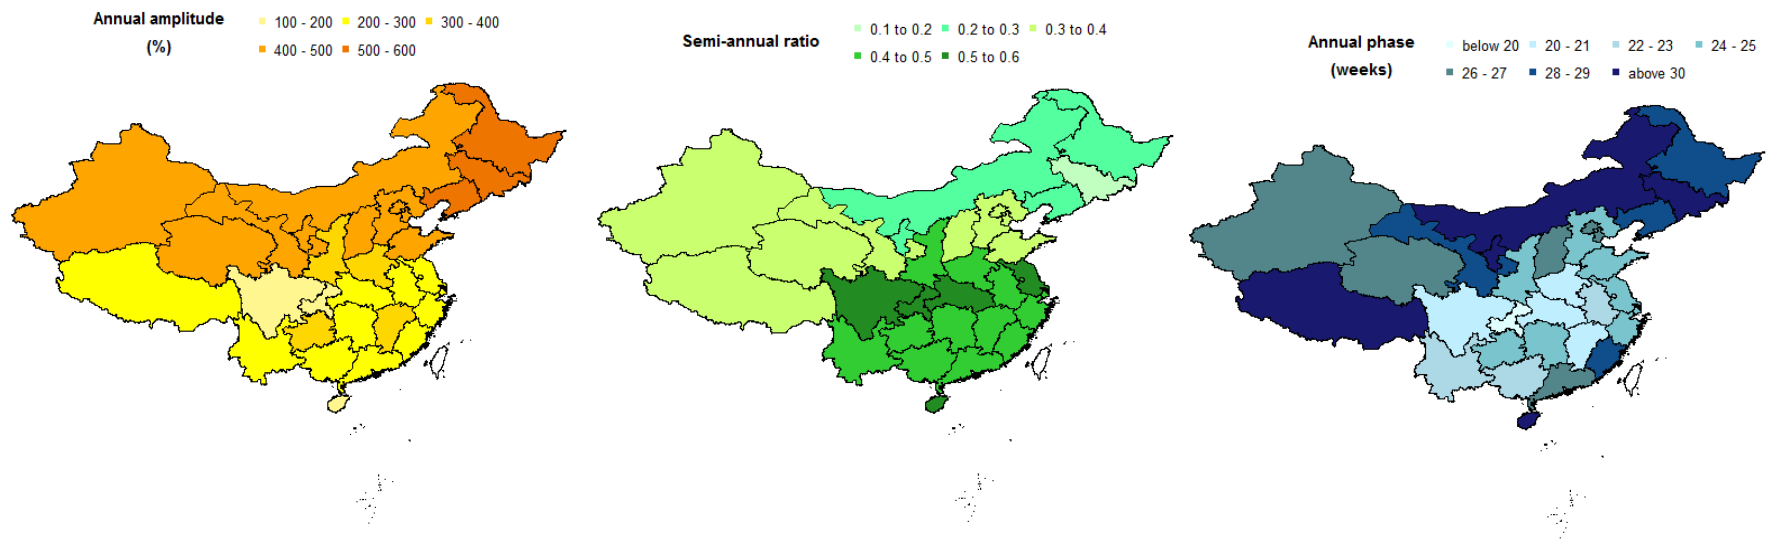 Annual amplitude
(%)
100 - 200
200 - 300
300 - 400
400 - 500
500 - 600
Semi-annual ratio
0.1 to 0.2
0.2 to 0.3
0.3 to 0.4
0.4 to 0.5
0.5 to 0.6
Annual phase
(weeks)
below 20
20 - 21
22 - 23
24 - 25
26 - 27
28 - 29
above 30